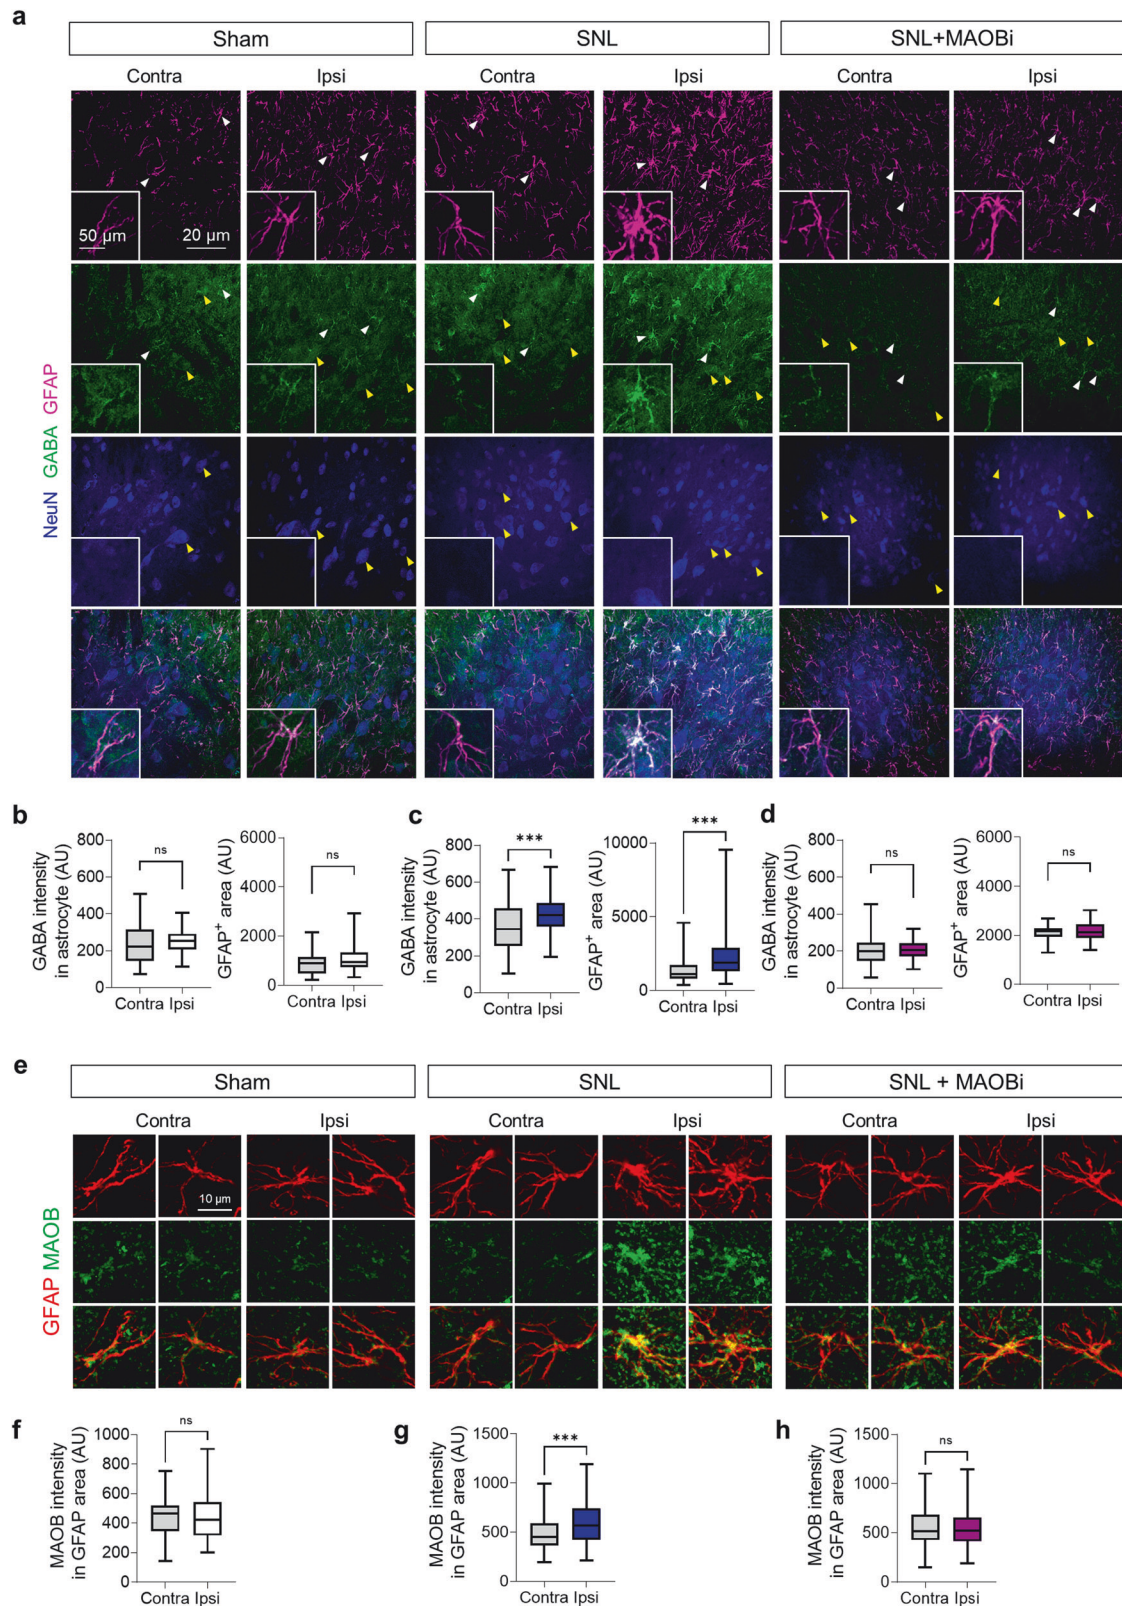 a
Sham
SNL
SNL+MAOBi
Contra
Ipsi
Contra
Ipsi
Contra
Ipsi
50 µm
20 µm
NeuN GABA GFAP
b
GABA intensity
in astrocyte (AU)
800
600
400
200
0
ns
Contra Ipsi
GFAP⁺ area (AU)
6000
4000
2000
0
ns
Contra Ipsi
c
GABA intensity
in astrocyte (AU)
800
600
400
200
0
***
Contra Ipsi
GFAP⁺ area (AU)
10000
5000
0
***
Contra Ipsi
d
GABA intensity
in astrocyte (AU)
800
600
400
200
0
ns
Contra Ipsi
GFAP⁺ area (AU)
6000
4000
2000
0
ns
Contra Ipsi
e
Sham
SNL
SNL + MAOBi
Contra
Ipsi
Contra
Ipsi
Contra
Ipsi
10 µm
GFAP MAOB
f
MAOB intensity
in GFAP area (AU)
1000
800
600
400
200
0
ns
Contra Ipsi
g
MAOB intensity
in GFAP area (AU)
1500
1000
500
0
***
Contra Ipsi
h
MAOB intensity
in GFAP area (AU)
1500
1000
500
0
ns
Contra Ipsi